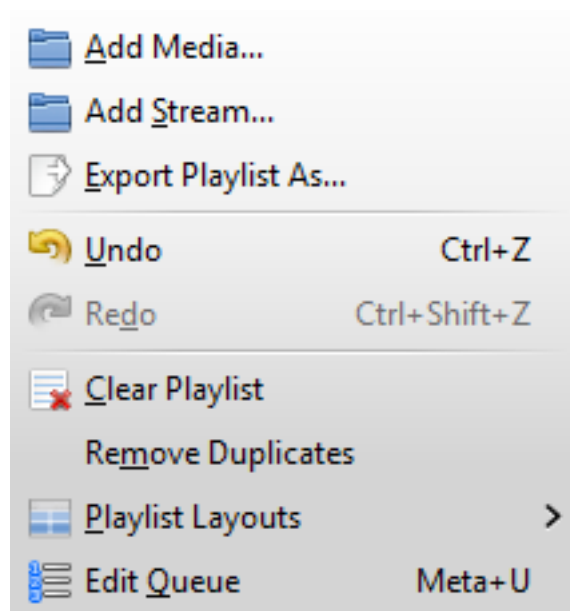 Add Media...
Add Stream...
Export Playlist As...
Undo Ctrl+Z
Redo Ctrl+Shift+Z
Clear Playlist
Remove Duplicates
Playlist Layouts
Edit Queue Meta+U